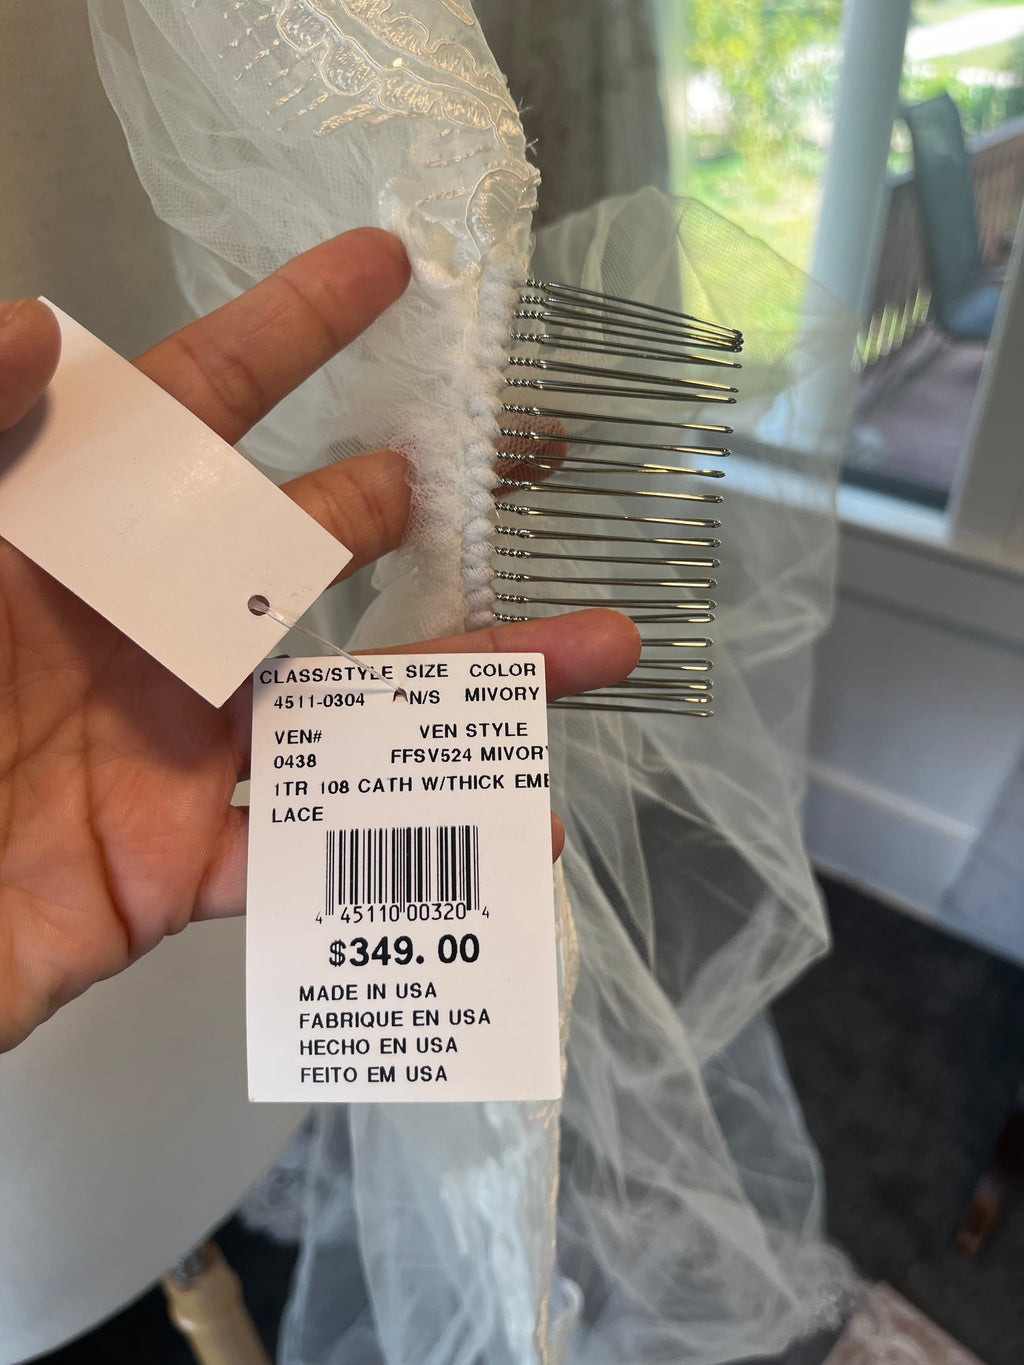 CLASS/STYLE SIZE COLOR
4511-0304 N/S MIVORY
VEN# VEN STYLE
0438 FFSV524 MIVORY
1TR 108 CATH W/THICK EMB
LACE
4 45110 00320 4
$349.00
MADE IN USA
FABRIQUE EN USA
HECHO EN USA
FEITO EM USA